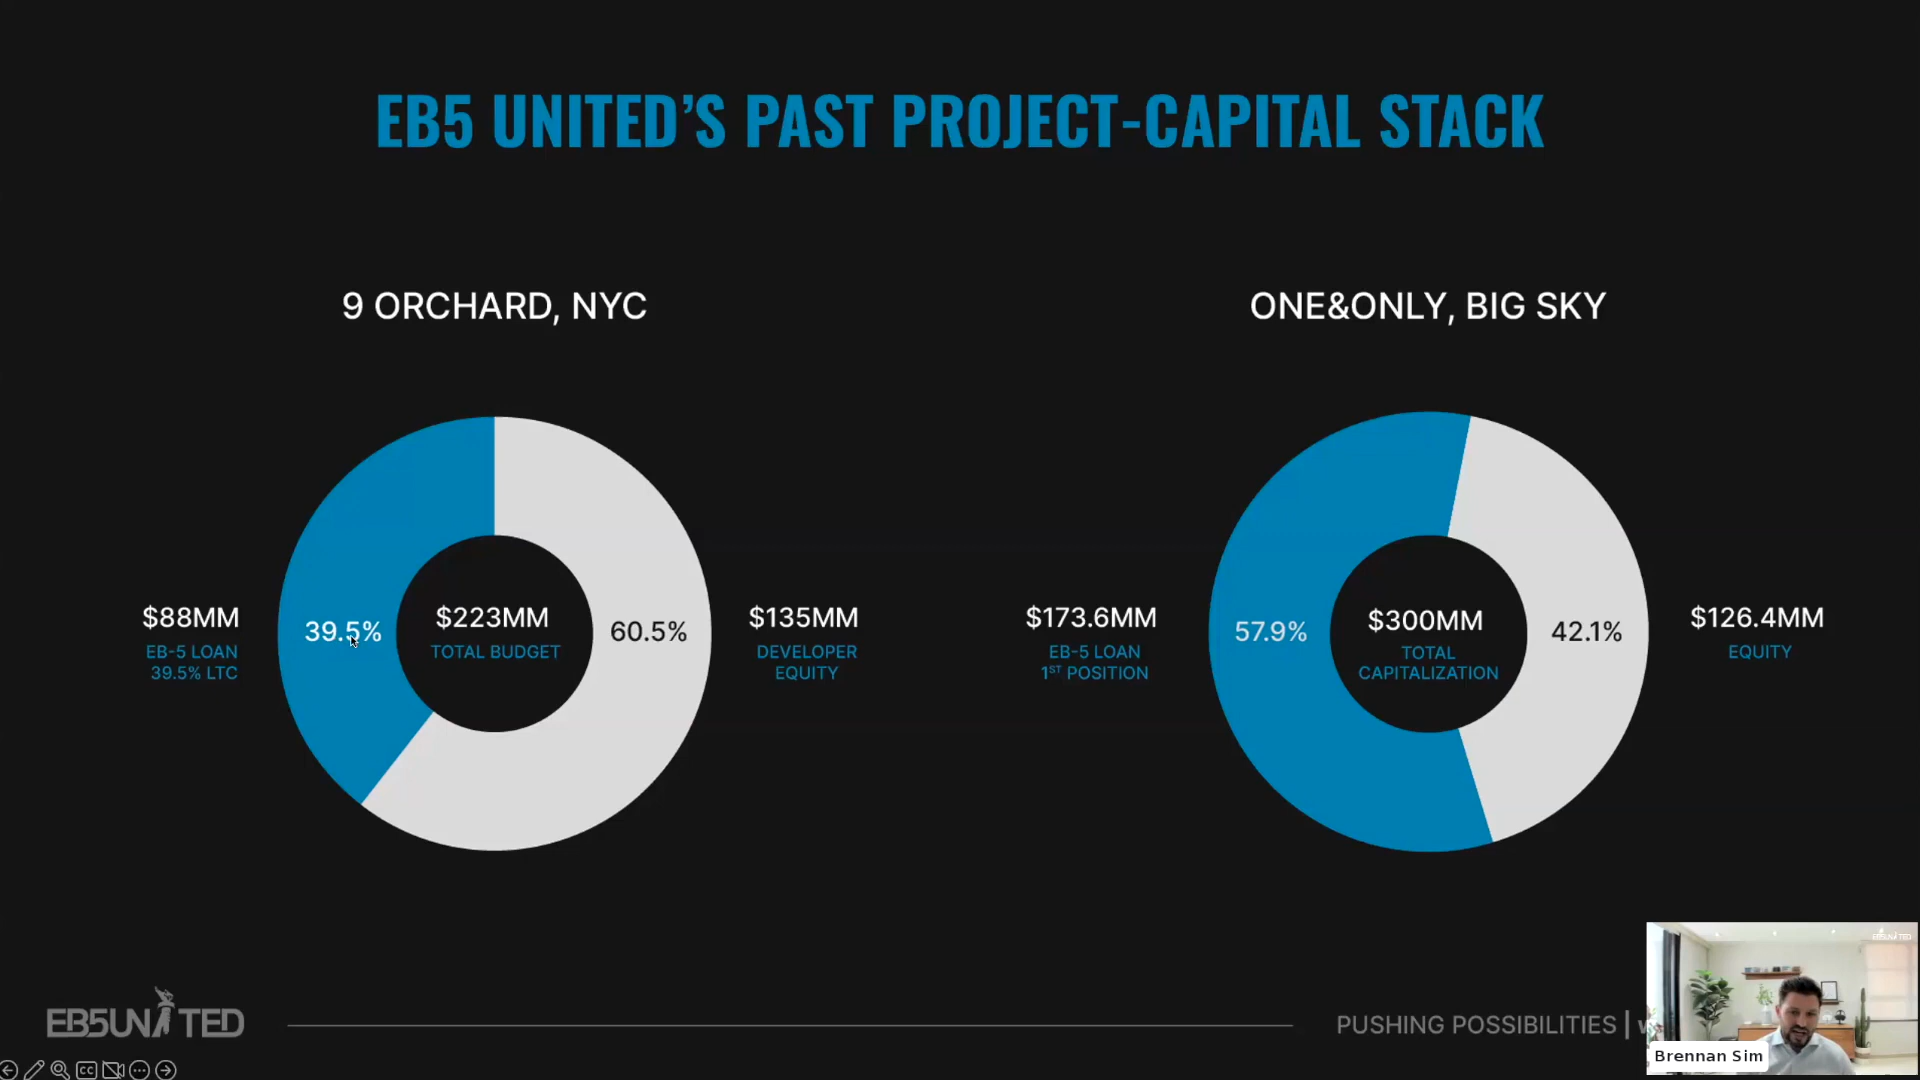 EB5 UNITED’S PAST PROJECT-CAPITAL STACK
9 ORCHARD, NYC
$88MM
EB-5 LOAN
39.5% LTC
39.5%
$223MM
TOTAL BUDGET
60.5%
$135MM
DEVELOPER
EQUITY
ONE&ONLY, BIG SKY
$173.6MM
EB-5 LOAN
1ST POSITION
57.9%
$300MM
TOTAL
CAPITALIZATION
42.1%
$126.4MM
EQUITY
EB5UNITED
PUSHING POSSIBILITIES |
EB5UNITED
Brennan Sim
CC